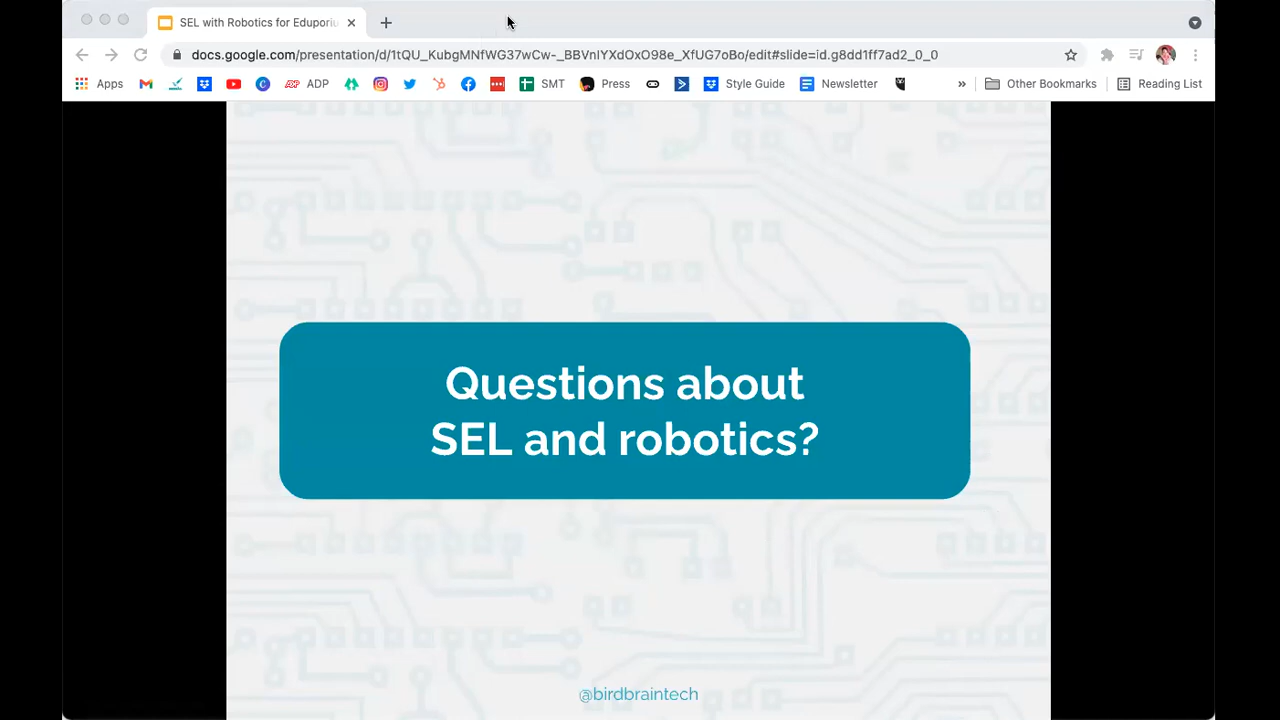 SEL with Robotics for Eduporiu
docs.google.com/presentation/d/1tQU_KubgMNfWG37wCw-_BBVnIYXdOxO98e_XfUG7oBo/edit#slide=id.g8dd1ff7ad2_0_0
Apps ADP SMT Press Style Guide Newsletter » Other Bookmarks Reading List
Questions about
SEL and robotics?
@birdbraintech